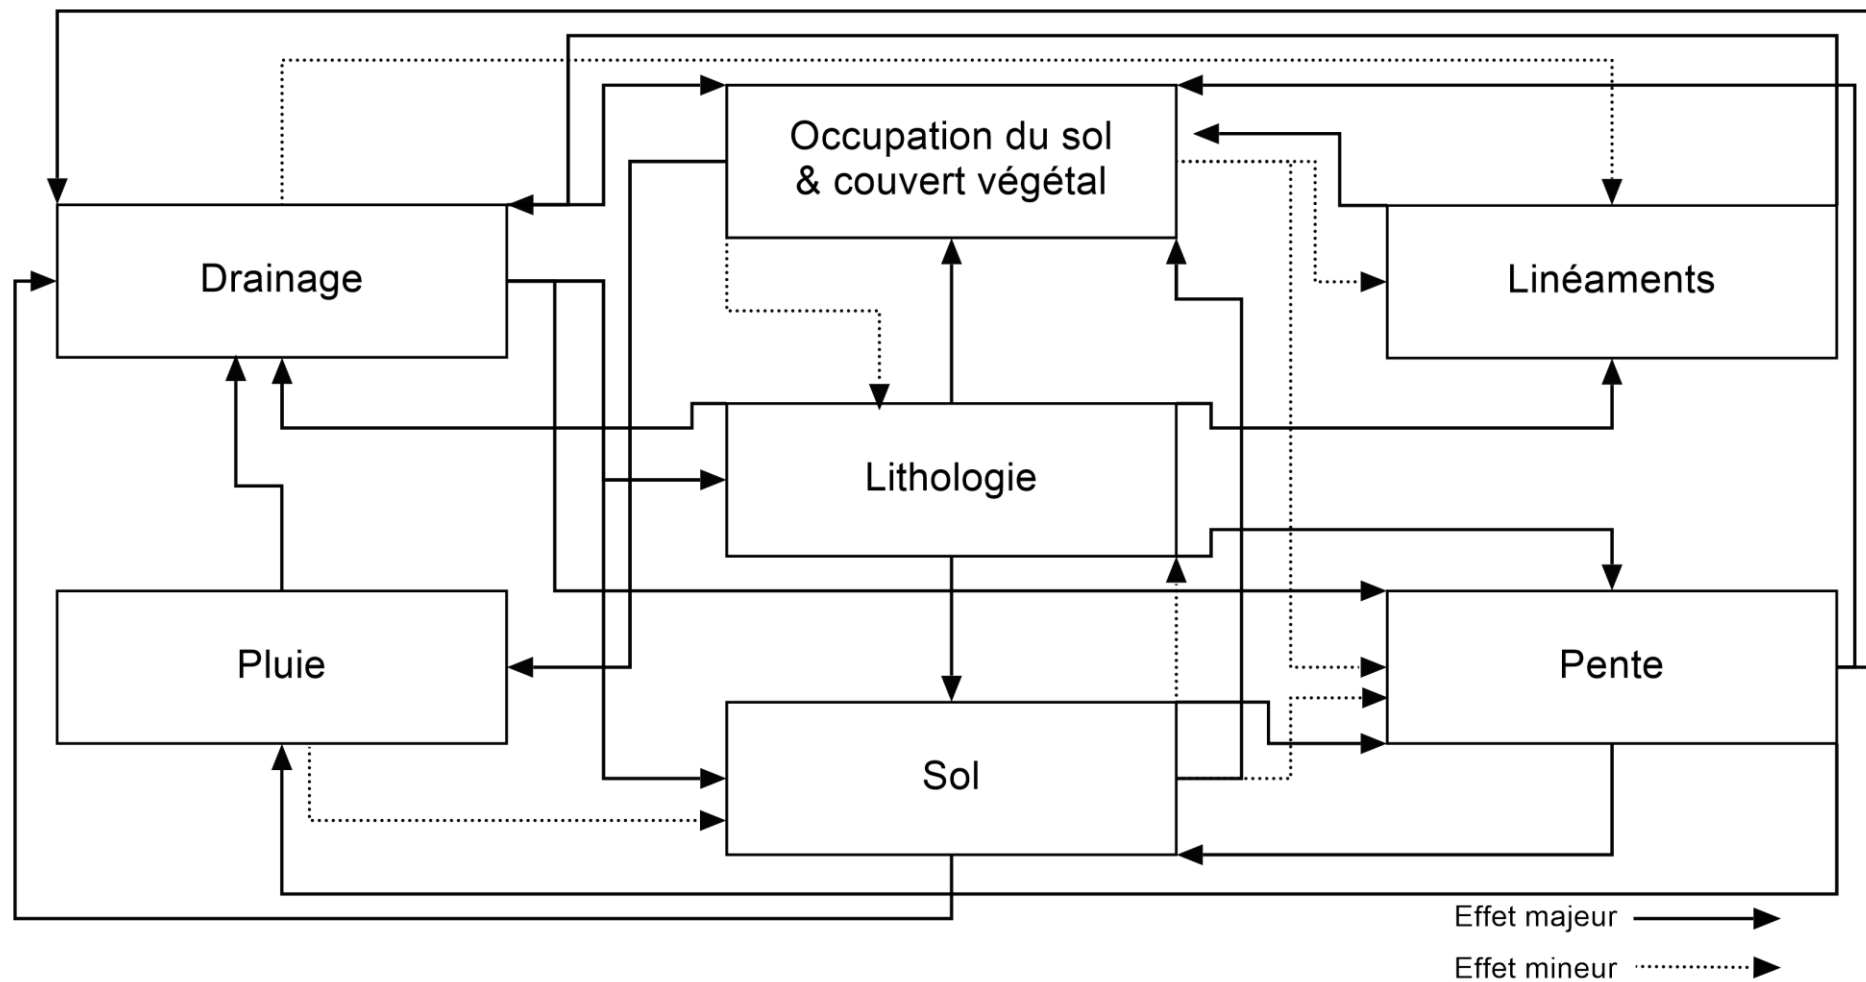 Occupation du sol
& couvert végétal
Drainage
Linéaments
Lithologie
Pluie
Pente
Sol
Effet majeur
Effet mineur